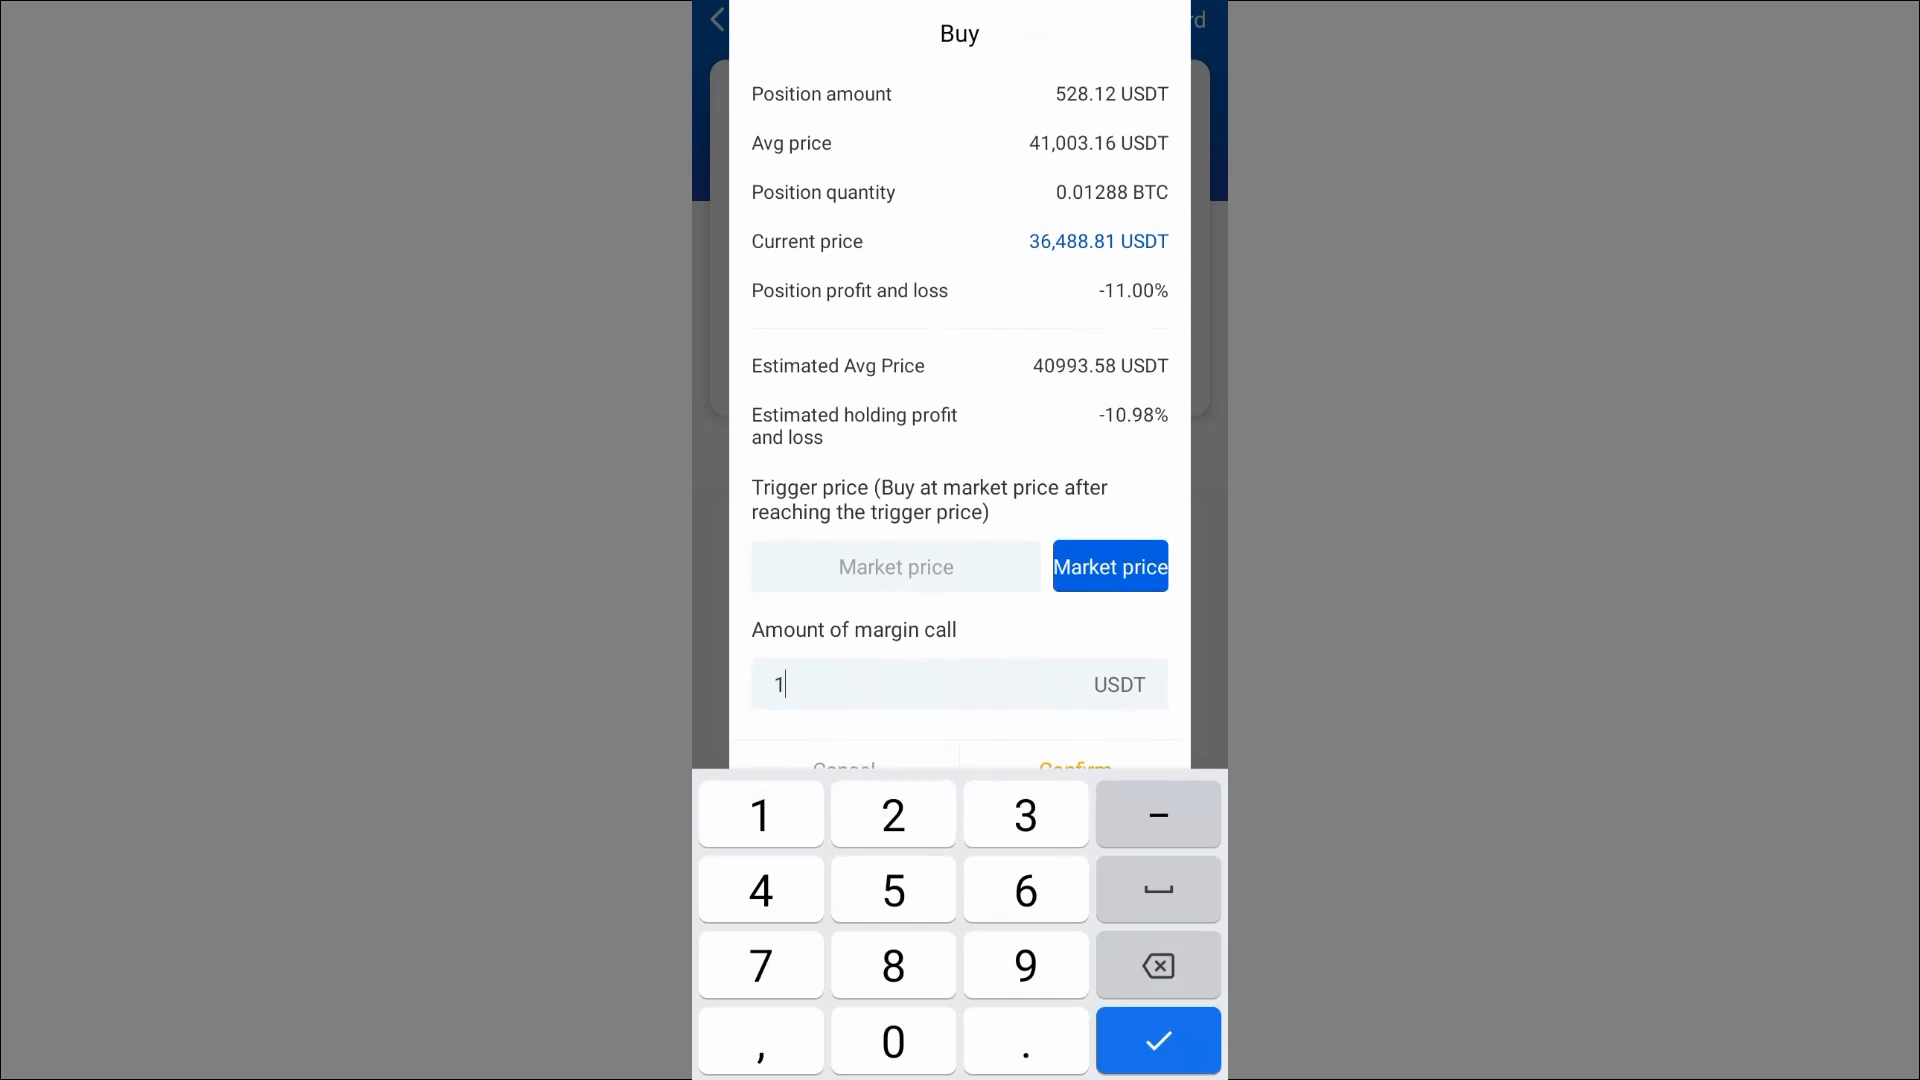 rd
Buy
Position amount 528.12 USDT
Avg price 41,003.16 USDT
Position quantity 0.01288 BTC
Current price 36,488.81 USDT
Position profit and loss -11.00%
Estimated Avg Price 40993.58 USDT
Estimated holding profit -10.98%
and loss
Trigger price (Buy at market price after
reaching the trigger price)
Market price Market price
Amount of margin call
1 USDT
Cancel Confirm
1 2 3 –
4 5 6
7 8 9
, 0 .